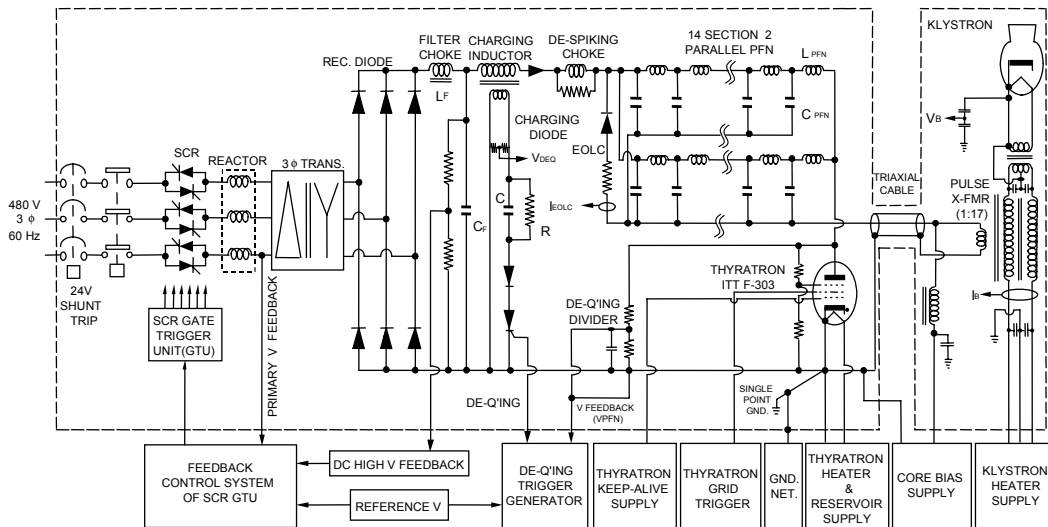 KLYSTRON
FILTER
CHOKE
CHARGING
INDUCTOR
DE-SPIKING
CHOKE
14 SECTION 2
PARALLEL PFN
L PFN
REC. DIODE
LF
C PFN
VB
CHARGING
DIODE
EOLC
VDEQ
SCR
REACTOR
3 ϕ TRANS.
TRIAXIAL
CABLE
PULSE
X-FMR
(1:17)
480 V
3 ϕ
60 Hz
CF
C
R
IEOLC
24V
SHUNT
TRIP
THYRATRON
ITT F-303
IB
DE-Q'ING
DIVIDER
SCR GATE
TRIGGER
UNIT(GTU)
PRIMARY V FEEDBACK
DE-Q'ING
V FEEDBACK
(VPFN)
SINGLE
POINT
GND.
FEEDBACK
CONTROL SYSTEM
OF SCR GTU
DC HIGH V FEEDBACK
REFERENCE V
DE-Q'ING
TRIGGER
GENERATOR
THYRATRON
KEEP-ALIVE
SUPPLY
THYRATRON
GRID
TRIGGER
GND.
NET.
THYRATRON
HEATER
&
RESERVOIR
SUPPLY
CORE BIAS
SUPPLY
KLYSTRON
HEATER
SUPPLY